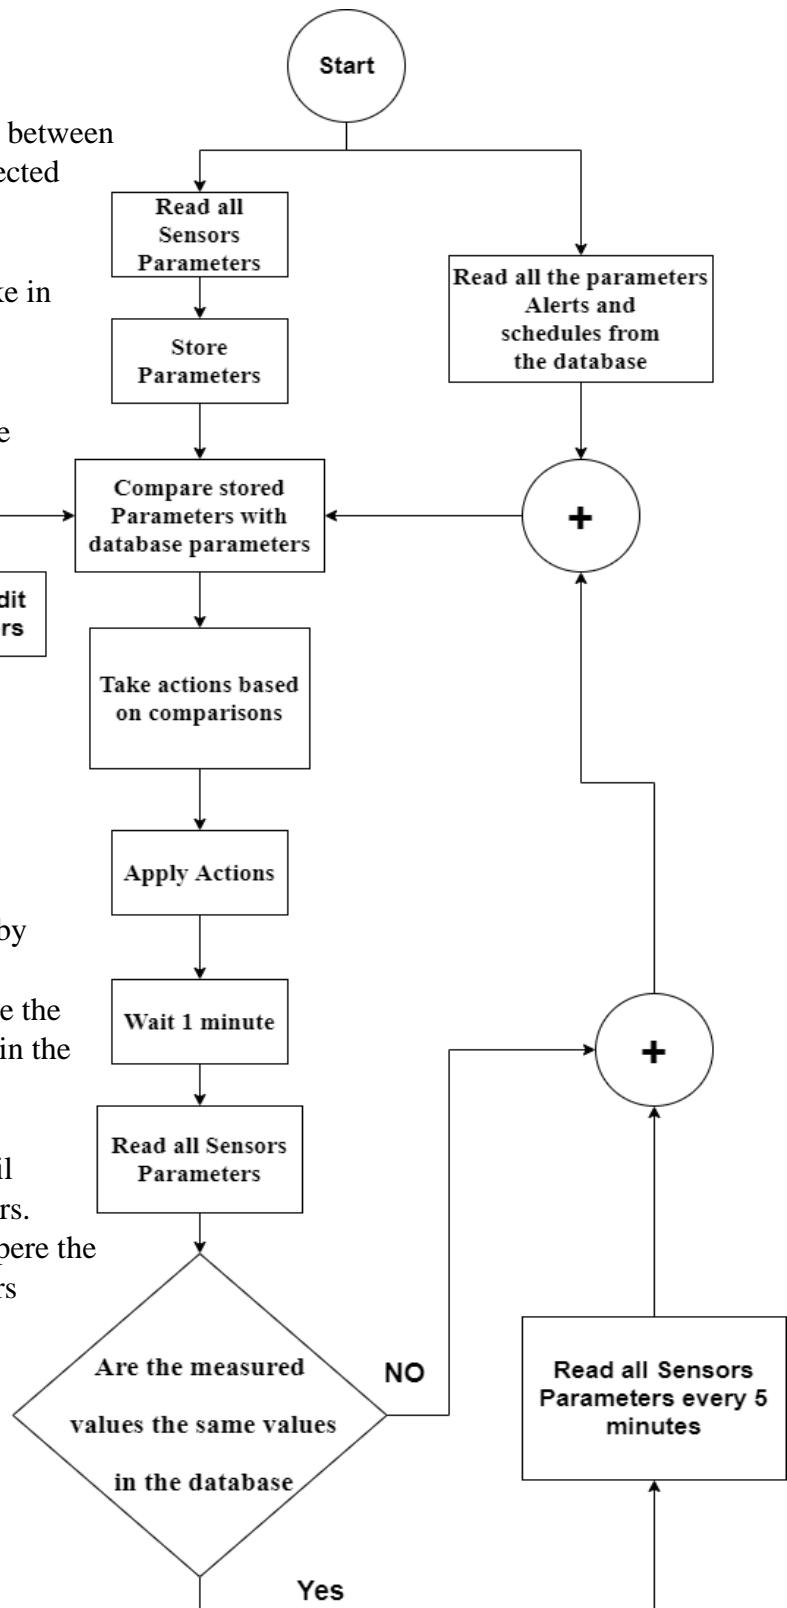 Start
between
ected
Read all
Sensors
Parameters
Read all the parameters
Alerts and
schedules from
the database
ke in
Store
Parameters
e
Compare stored
Parameters with
database parameters
+
dit
rs
Take actions based
on comparisons
Apply Actions
by
e the
in the
Wait 1 minute
+
Read all Sensors
Parameters
il
rs.
pere the
rs
Are the measured
values the same values
in the database
NO
Read all Sensors
Parameters every 5
minutes
Yes